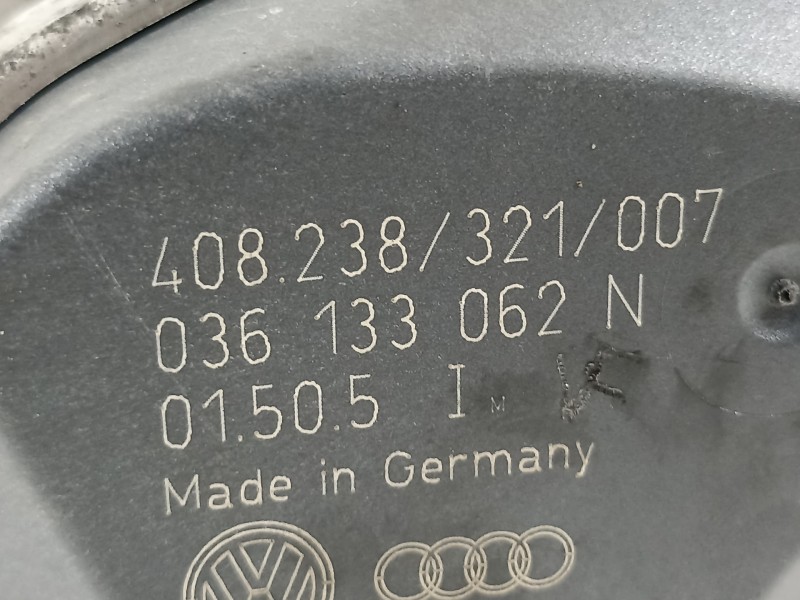 408.238/321/007
036 133 062 N
01.50.5 I M
Made in Germany